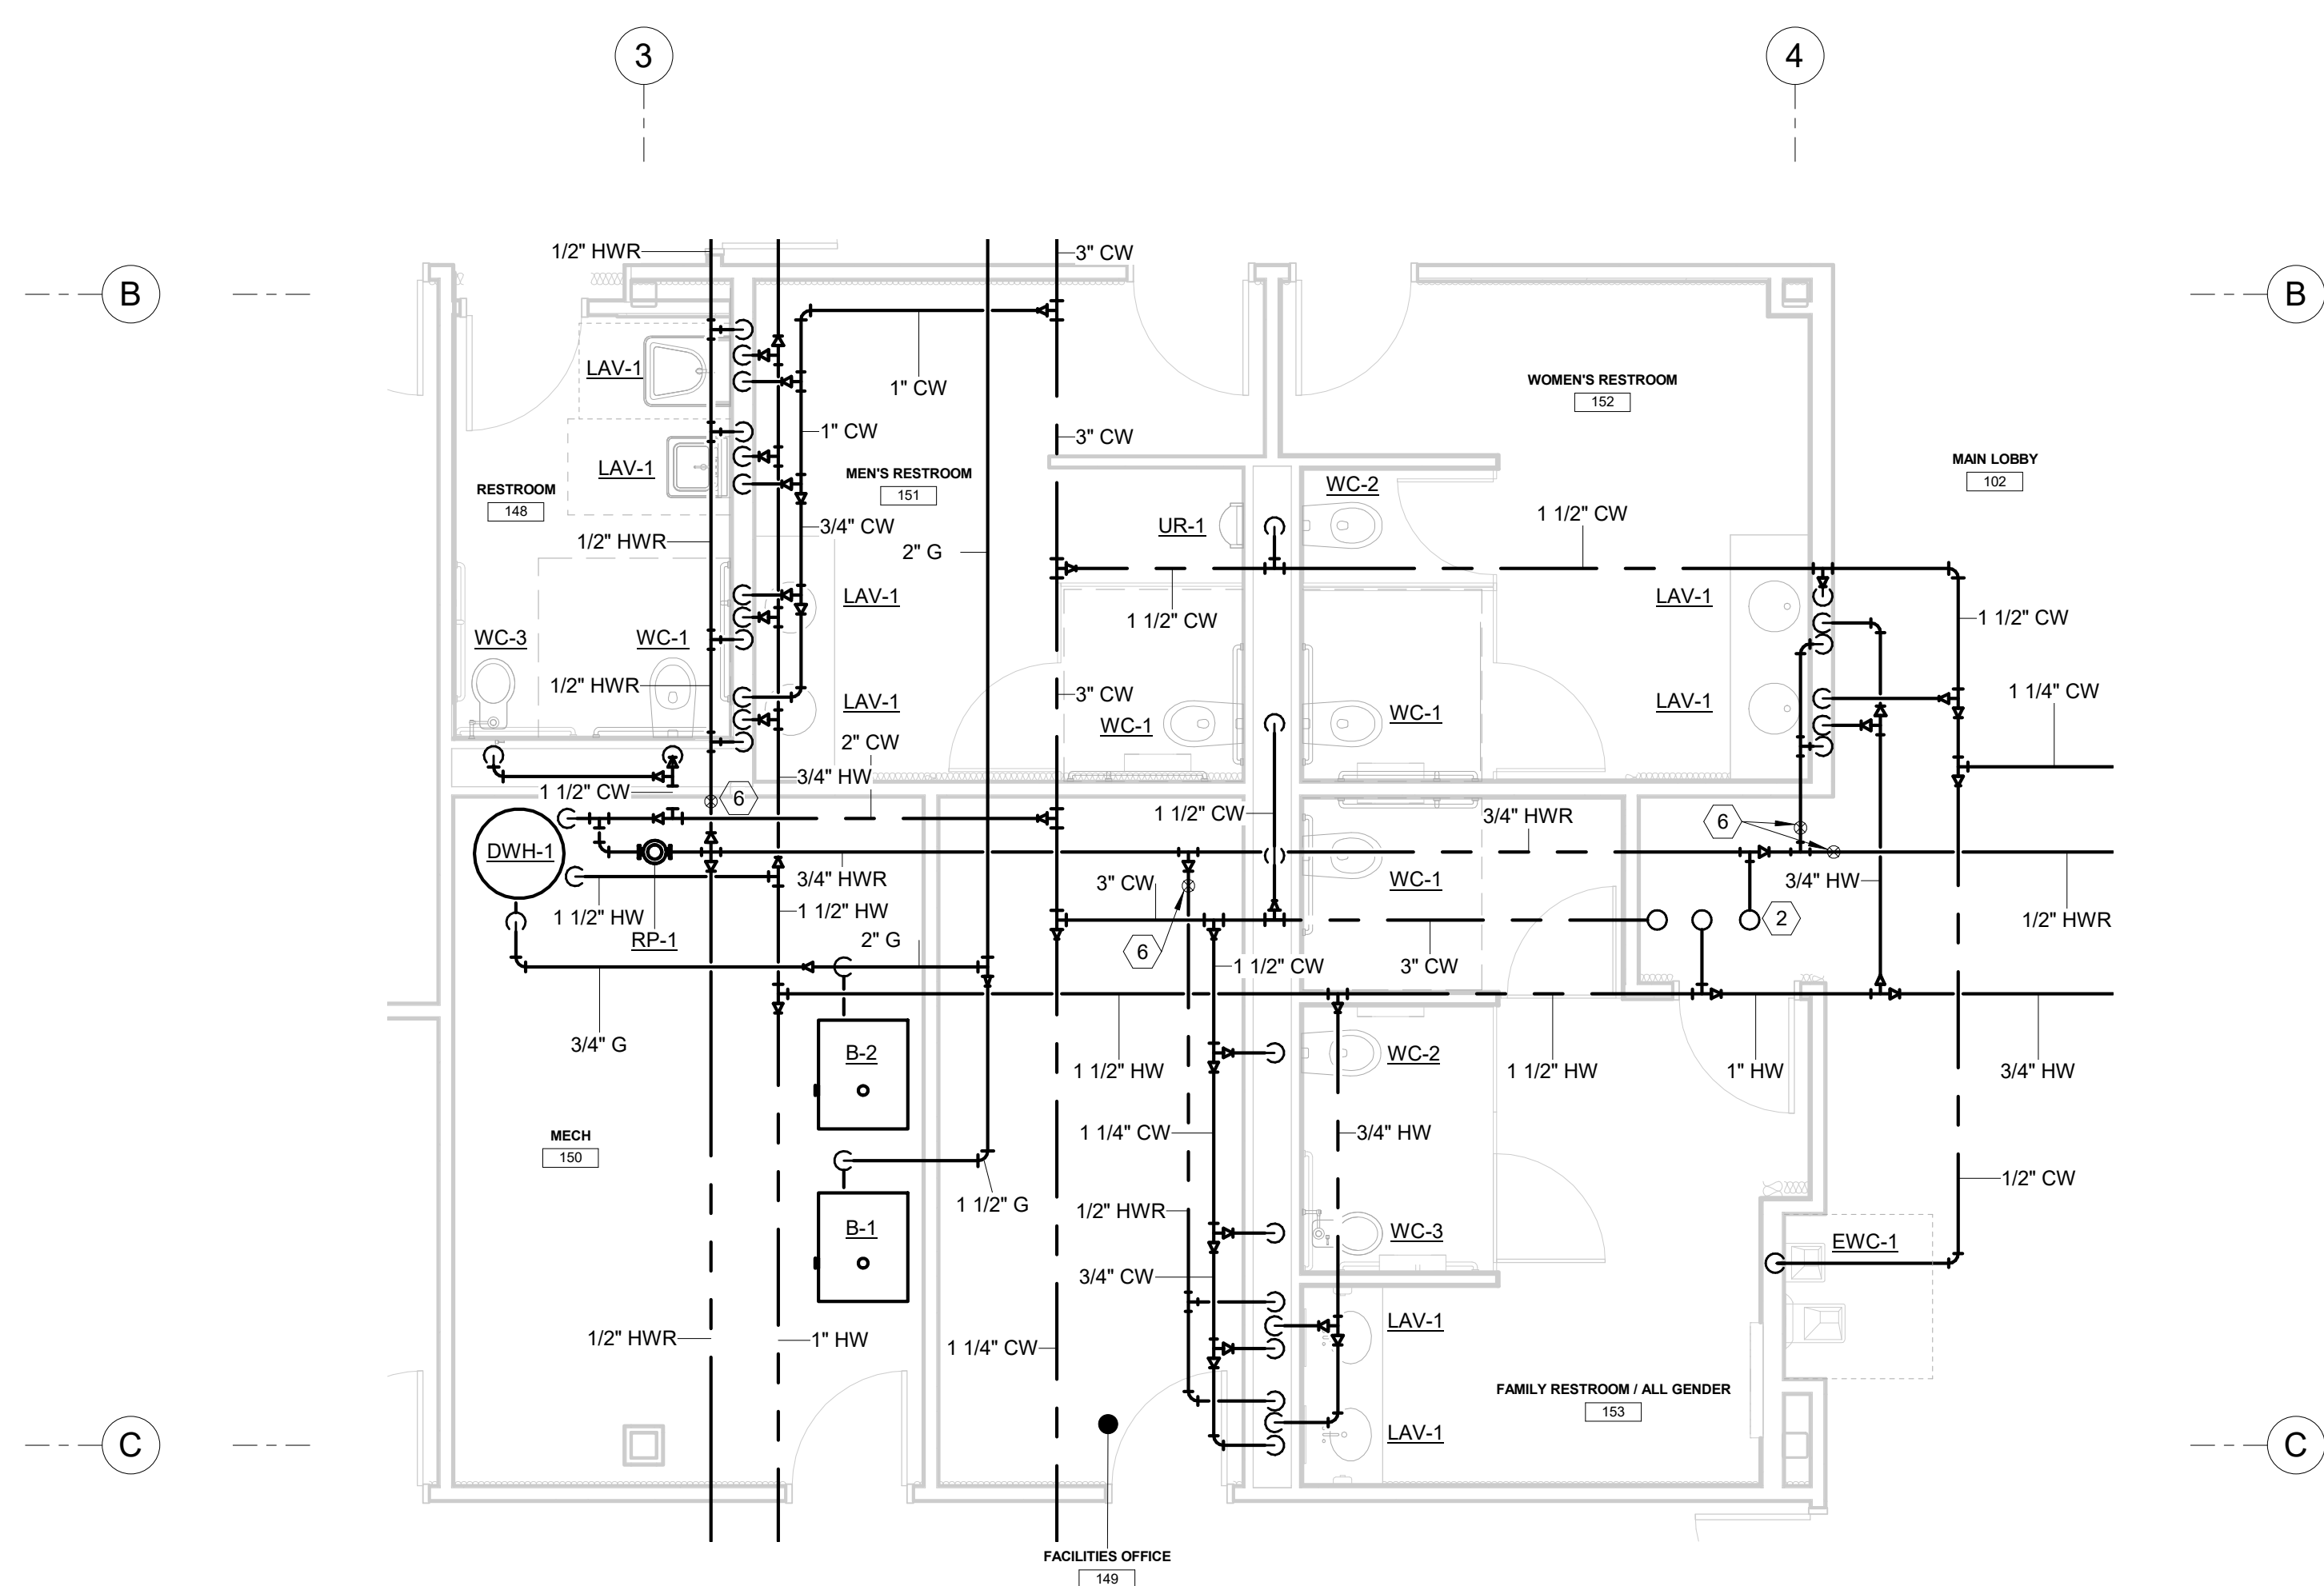 3
4
1/2" HWR
3" CW
B
B
LAV-1
1" CW
WOMEN'S RESTROOM
152
1" CW
3" CW
LAV-1
MEN'S RESTROOM
151
MAIN LOBBY
102
RESTROOM
148
WC-2
UR-1
1 1/2" CW
3/4" CW
1/2" HWR
2" G
LAV-1
LAV-1
1 1/2" CW
1 1/2" CW
WC-3
WC-1
1/2" HWR
3" CW
1 1/4" CW
LAV-1
LAV-1
WC-1
WC-1
2" CW
3/4" HW
1 1/2" CW
6
1 1/2" CW
3/4" HWR
6
DWH-1
3/4" HWR
3" CW
WC-1
3/4" HW
1 1/2" HW
1 1/2" HW
2
1/2" HWR
RP-1
2" G
6
1 1/2" CW
3" CW
3/4" G
B-2
WC-2
1 1/2" HW
1 1/2" HW
1" HW
3/4" HW
MECH
150
1 1/4" CW
3/4" HW
1/2" CW
1 1/2" G
1/2" HWR
B-1
WC-3
EWC-1
3/4" CW
1/2" HWR
1" HW
1 1/4" CW
LAV-1
FAMILY RESTROOM / ALL GENDER
153
LAV-1
C
C
FACILITIES OFFICE
149